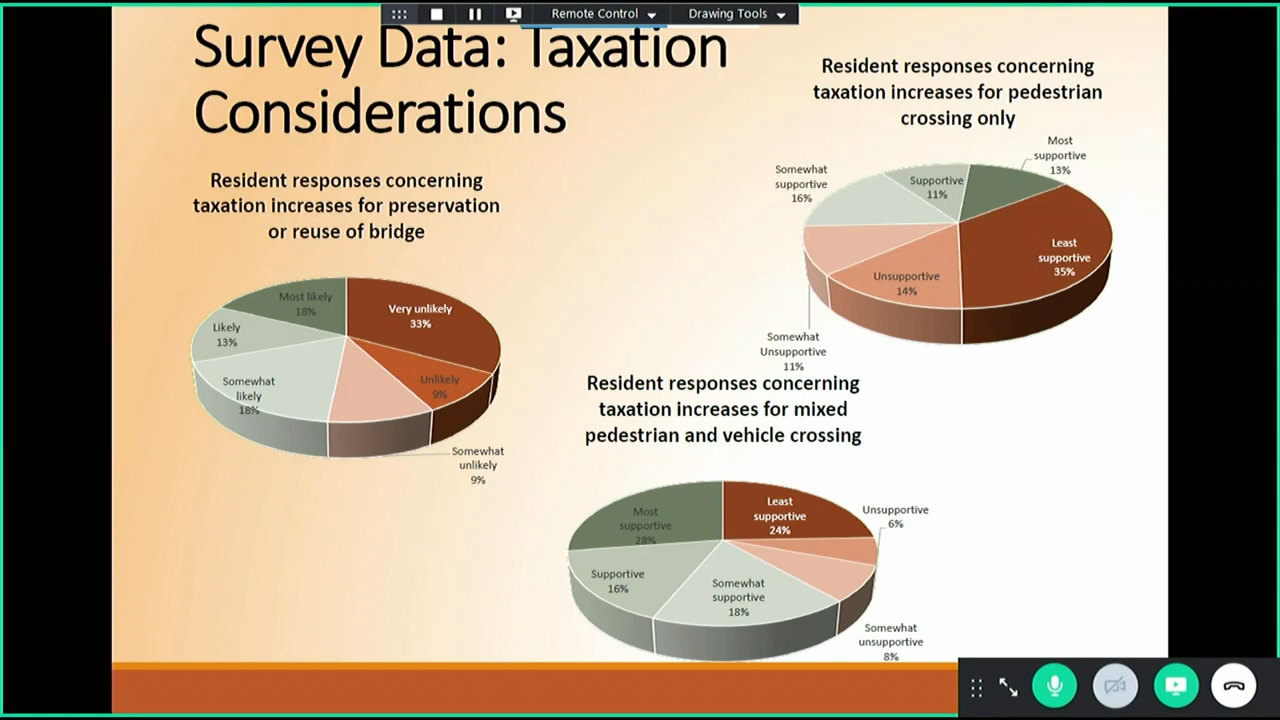 Remote Control
Drawing Tools
Survey Data: Taxation
Considerations
Resident responses concerning
taxation increases for preservation
or reuse of bridge
Most likely
18%
Very unlikely
33%
Likely
13%
Unlikely
9%
Somewhat
likely
18%
Somewhat
unlikely
9%
Resident responses concerning
taxation increases for pedestrian
crossing only
Most
supportive
13%
Somewhat
supportive
16%
Supportive
11%
Least
supportive
35%
Unsupportive
14%
Somewhat
Unsupportive
11%
Resident responses concerning
taxation increases for mixed
pedestrian and vehicle crossing
Most
supportive
28%
Least
supportive
24%
Unsupportive
6%
Supportive
16%
Somewhat
supportive
18%
Somewhat
unsupportive
8%